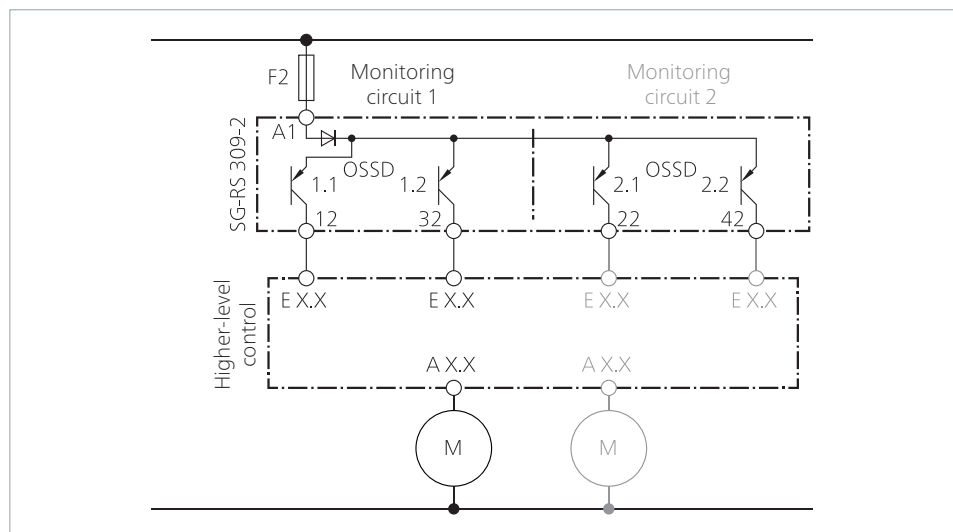 F2
Monitoring
circuit 1
Monitoring
circuit 2
A1
SG-RS 309-2
OSSD
1.1
1.2
OSSD
2.1
2.2
12
32
22
42
E X.X
E X.X
E X.X
E X.X
Higher-level
control
A X.X
A X.X
M
M